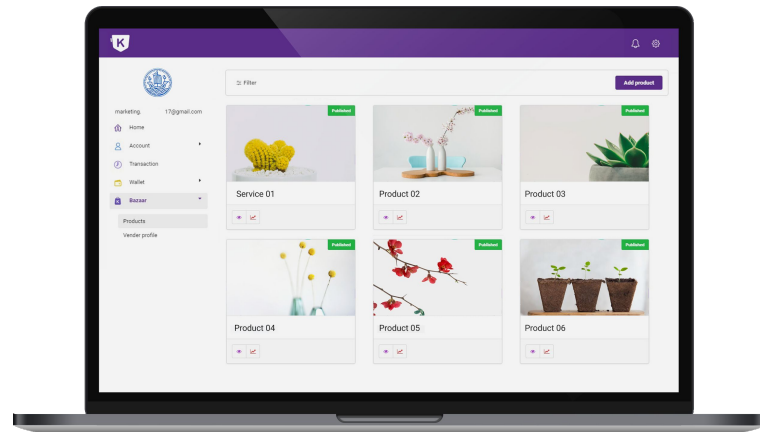 K
Filter
Add product
marketing. 17@gmail.com
Home
Account
Transaction
Wallet
Bazaar
Products
Vender profile
Published
Published
Published
Service 01
Product 02
Product 03
Published
Published
Published
Product 04
Product 05
Product 06